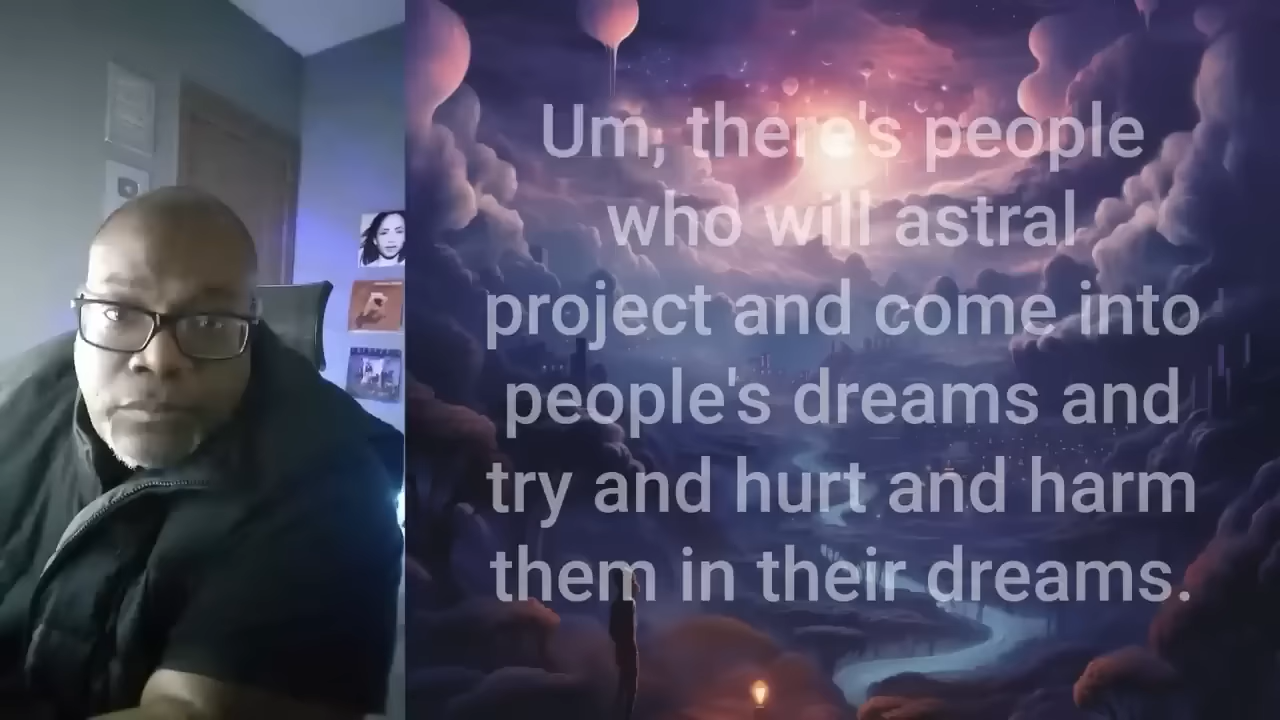 Um, there's people
who will astral
project and come into
people's dreams and
try and hurt and harm
them in their dreams.